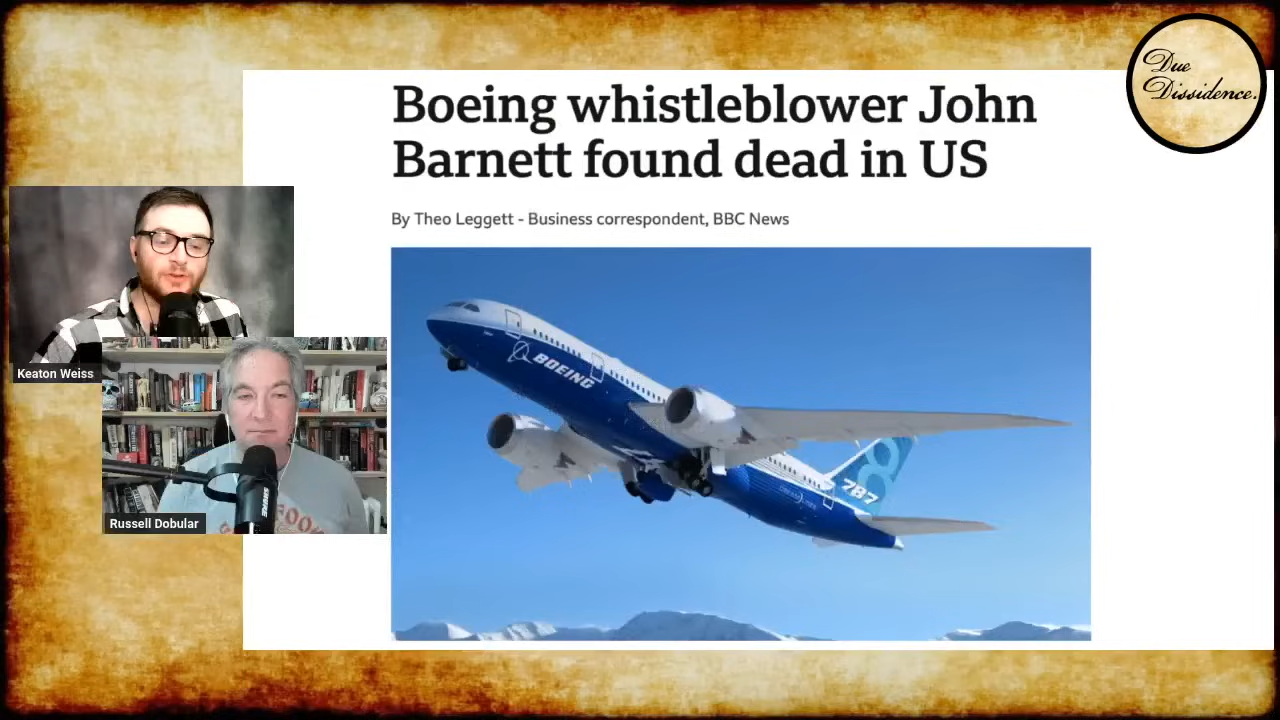 Boeing whistleblower John
Barnett found dead in US
By Theo Leggett - Business correspondent, BBC News
Due
Dissidence.
Keaton Weiss
Russell Dobular
BOEING
787
SHURE